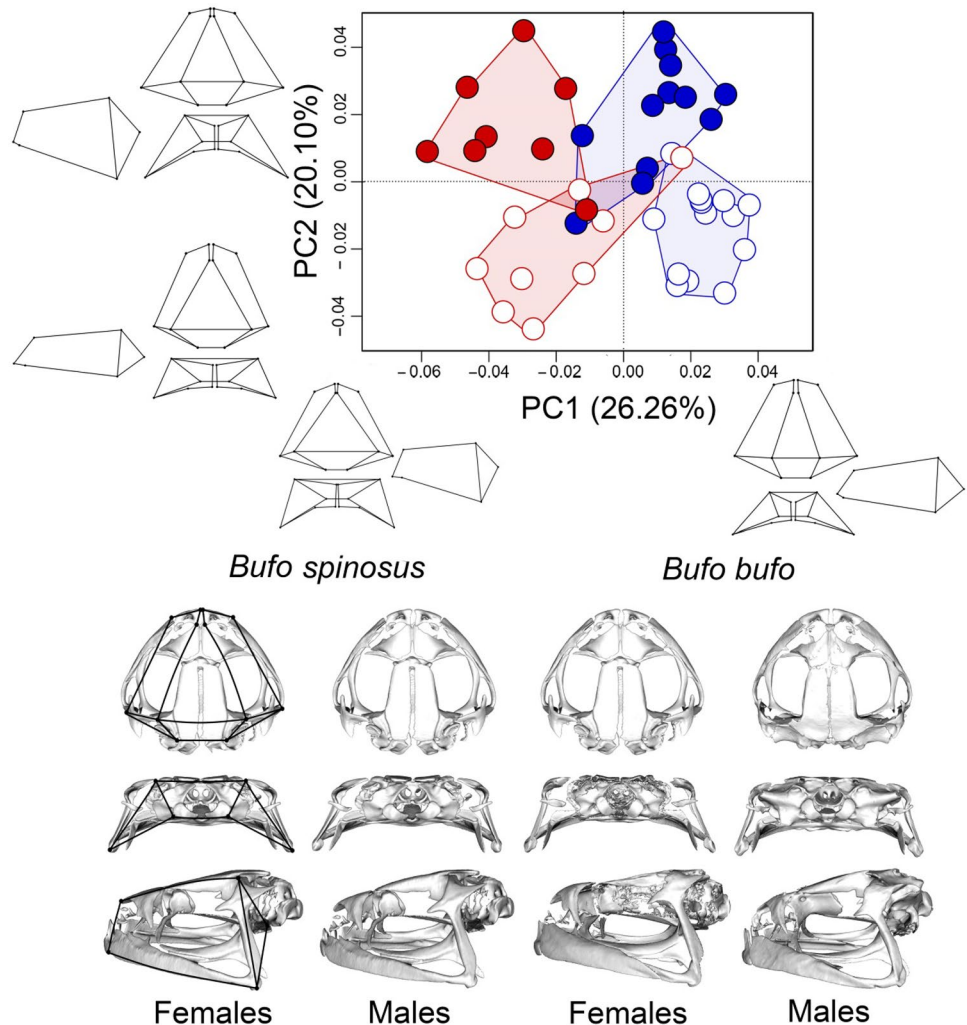 PC2 (20.10%)
0.04
0.02
0.00
− 0.02
−0.04
− 0.06
−0.04
−0.02
0.00
0.02
0.04
PC1 (26.26%)
Bufo spinosus
Bufo bufo
Females
Males
Females
Males